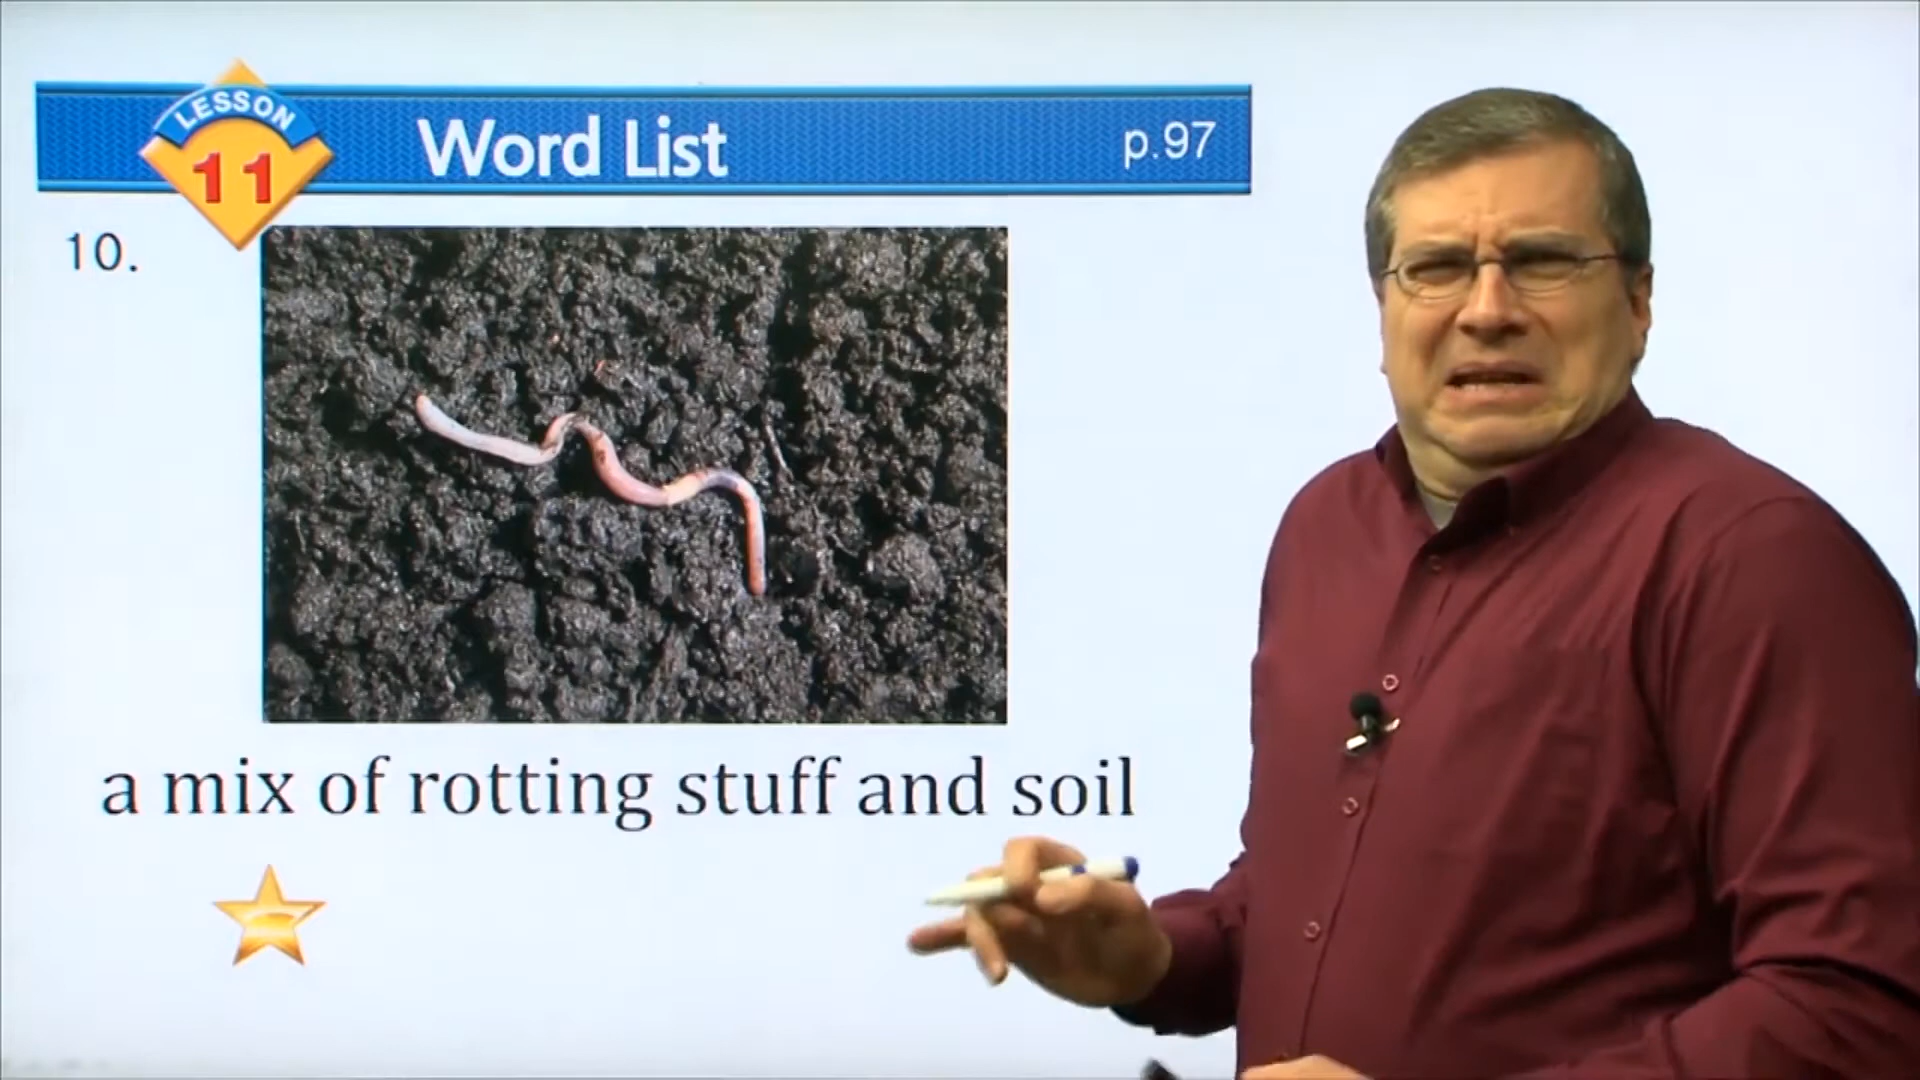 LESSON
11
Word List
p.97
10.
a mix of rotting stuff and soil